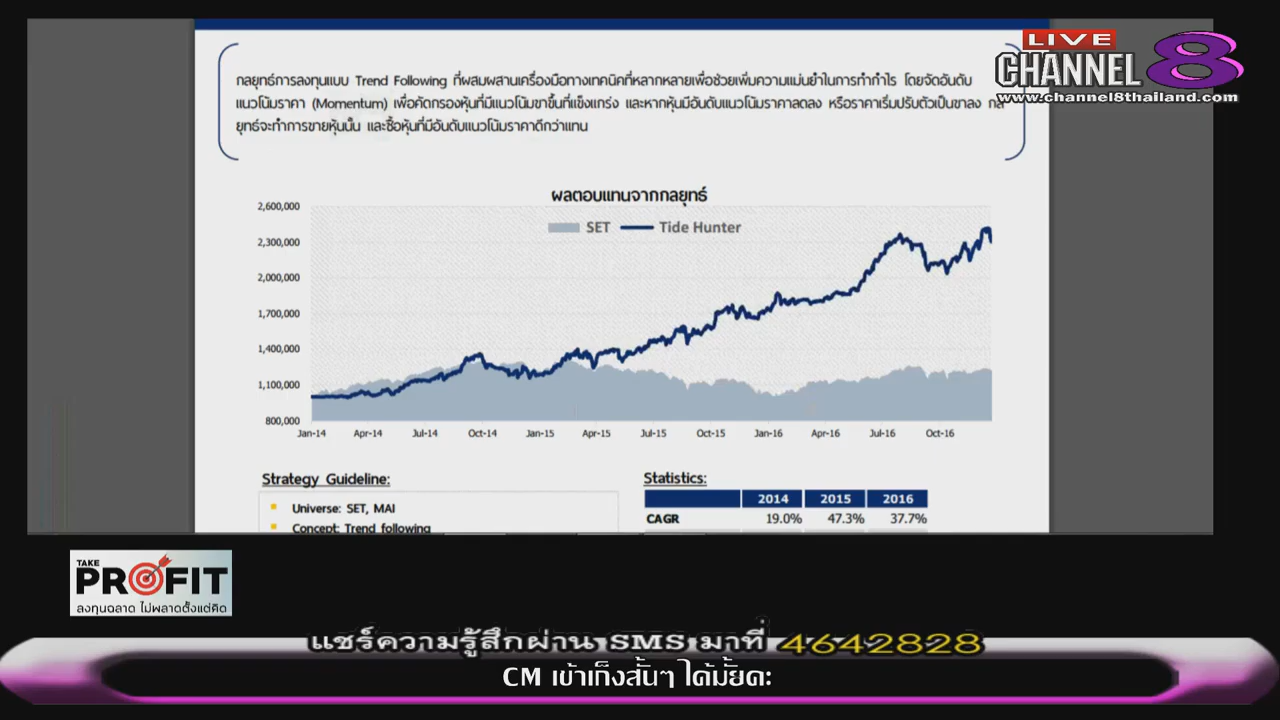 LIVE
CHANNEL 8
www.channel8thailand.com
กลยุทธ์การลงทุนแบบ Trend Following ที่ผสมผสานเครื่องมือทางเทคนิคที่หลากหลายเพื่อช่วยเพิ่มความแม่นยำในการทำกำไร โดยจัดอันดับ
แนวโน้มราคา (Momentum) เพื่อคัดกรองหุ้นที่มีแนวโน้มขาขึ้นที่แข็งแกร่ง และหากหุ้นมีอันดับแนวโน้มราคาลดลง หรือราคาเริ่มปรับตัวเป็นขาลง กล
ยุทธ์จะทำการขายหุ้นนั้น และซื้อหุ้นที่มีอันดับแนวโน้มราคาดีกว่าแทน
ผลตอบแทนจากกลยุทธ์
SET Tide Hunter
2,600,000
2,300,000
2,000,000
1,700,000
1,400,000
1,100,000
800,000
Jan-14 Apr-14 Jul-14 Oct-14 Jan-15 Apr-15 Jul-15 Oct-15 Jan-16 Apr-16 Jul-16 Oct-16
Strategy Guideline:
Universe: SET, MAI
Concept: Trend following
Statistics:
2014 2015 2016
CAGR 19.0% 47.3% 37.7%
TAKE
PROFIT
ลงทุนฉลาด ไม่พลาดตั้งแต่คิด
แชร์ความรู้สึกผ่าน SMS มาที่ 4642828
CM เข้าเก็งสั้นๆ ได้มั้ยคะ